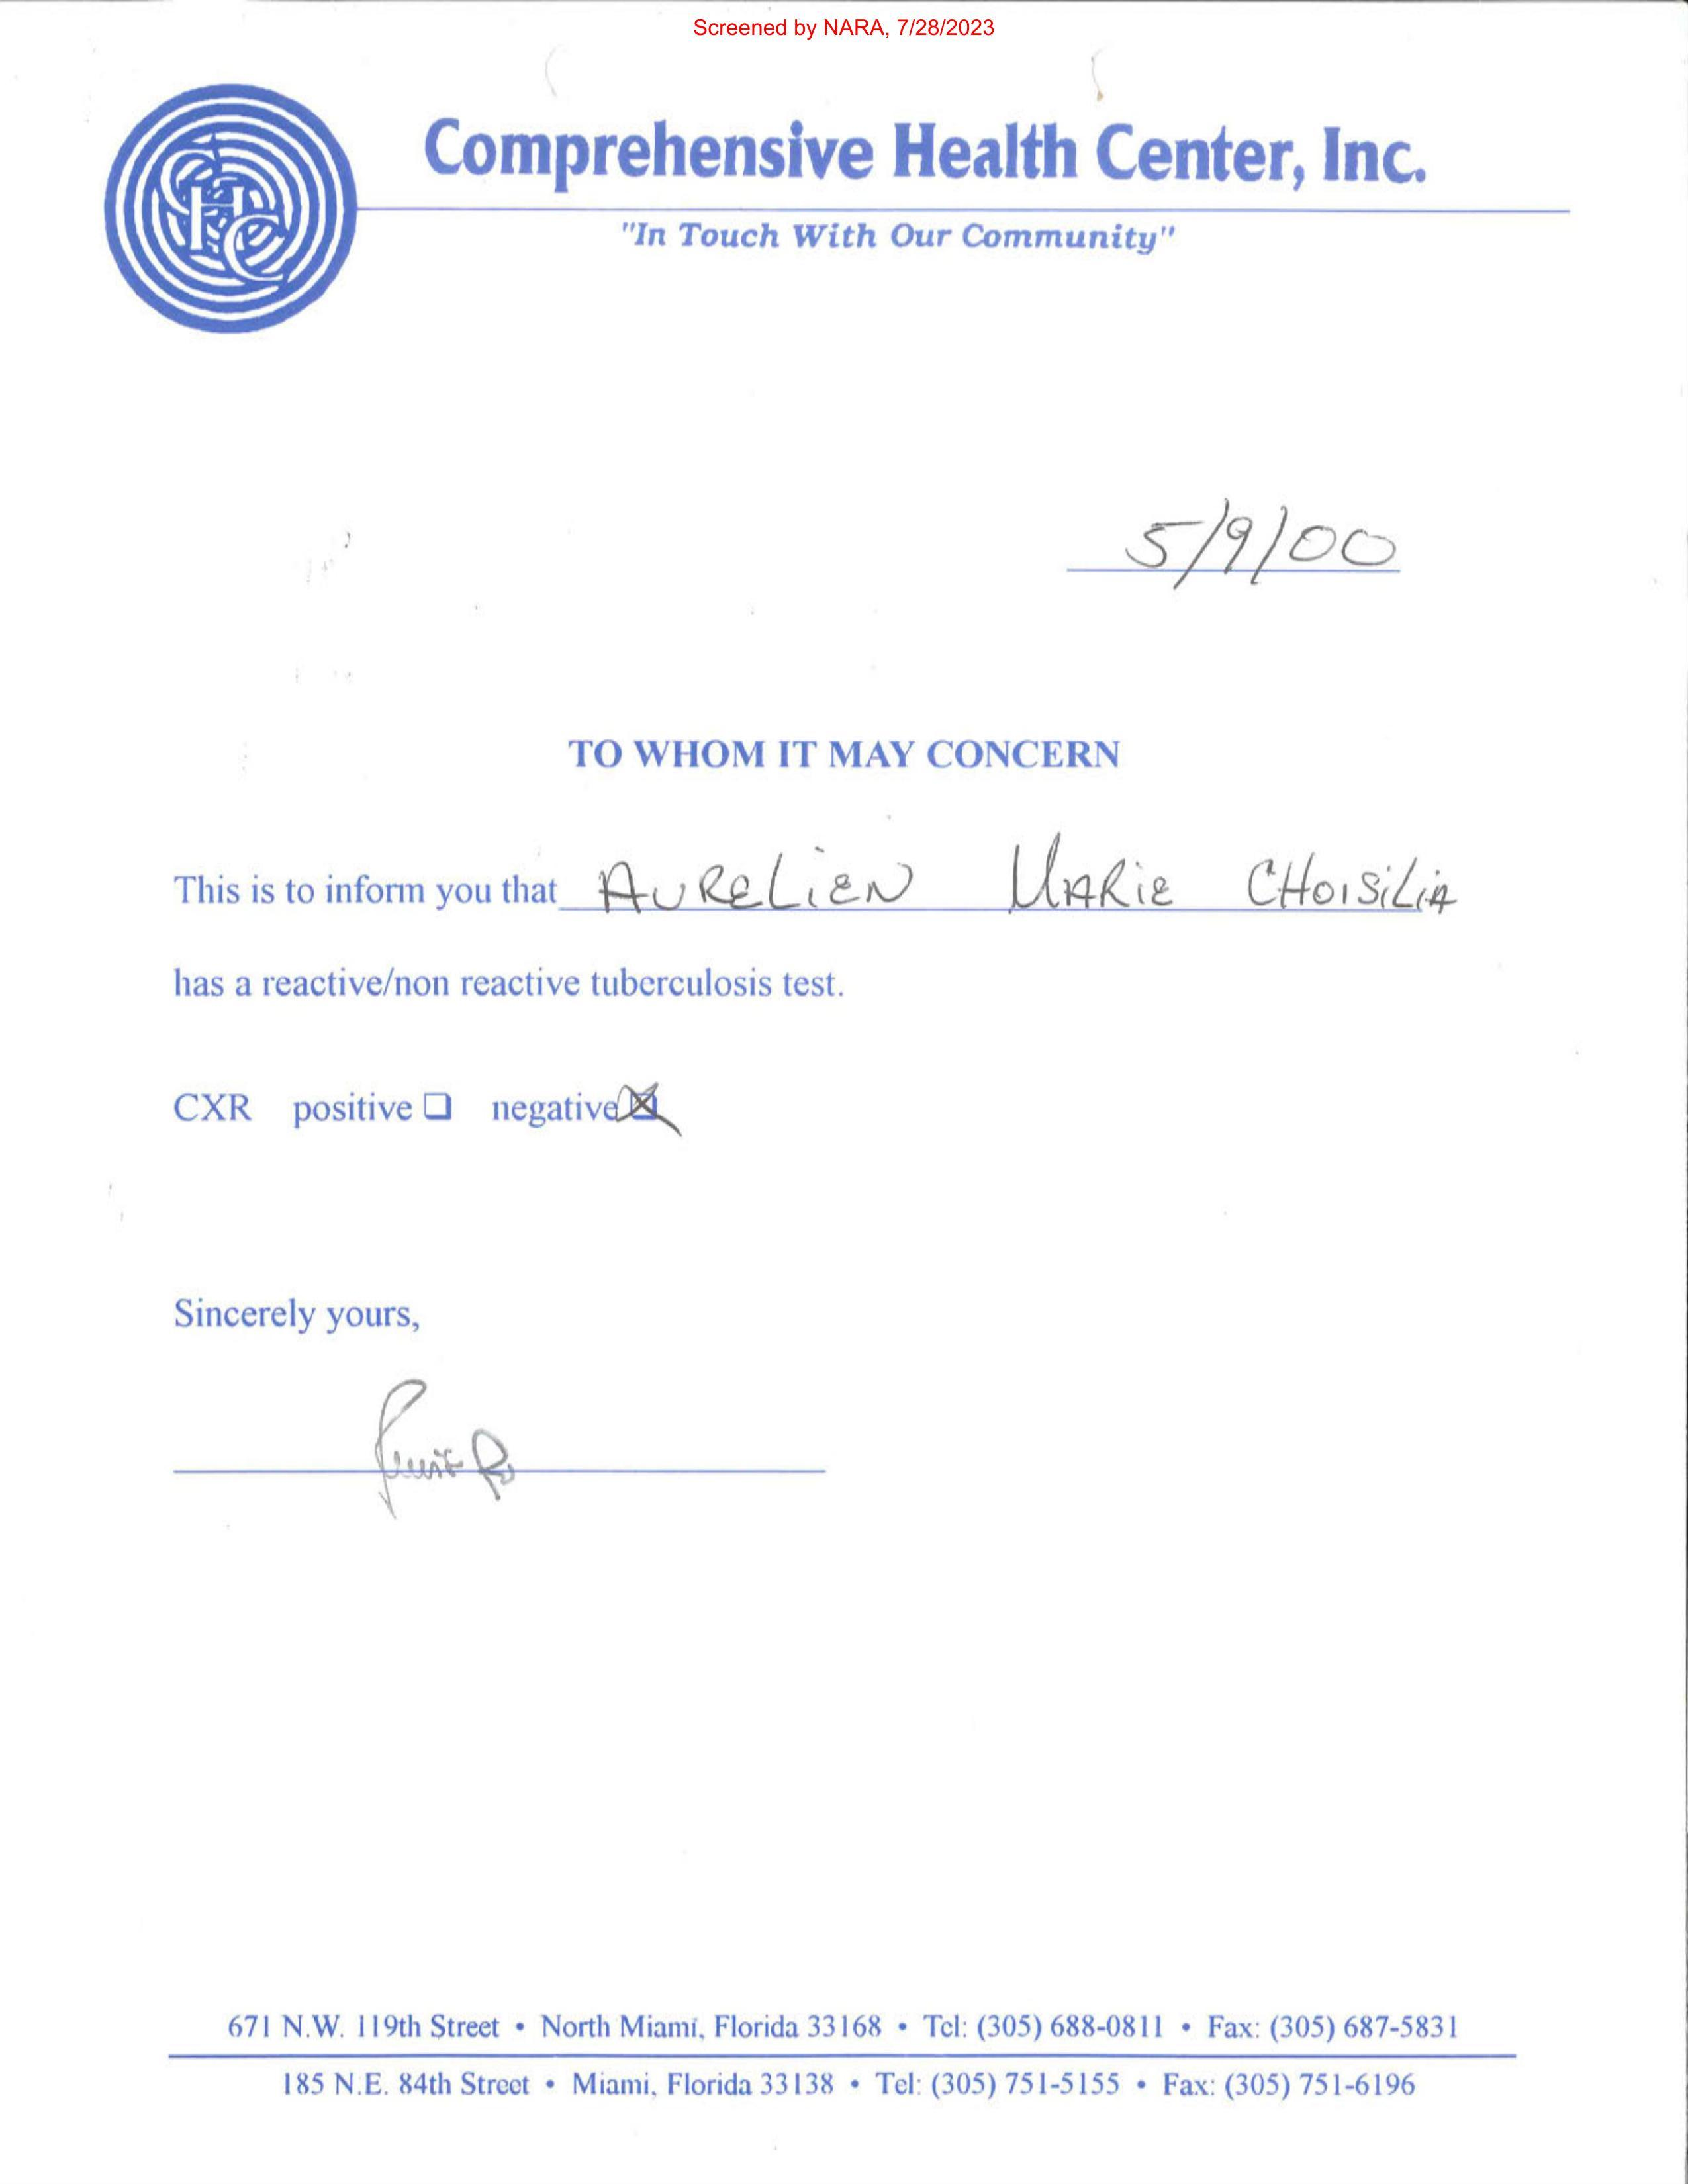 Screened by NARA, 7/28/2023
Comprehensive Health Center, Inc.
"In Touch With Our Community"
CHC
5/9/00
TO WHOM IT MAY CONCERN
This is to inform you that AURELIEN MARIE CHOISILIA
has a reactive/non reactive tuberculosis test.
CXR positive ☐ negative ☒
Sincerely yours,
671 N.W. 119th Street • North Miami, Florida 33168 • Tel: (305) 688-0811 • Fax: (305) 687-5831
185 N.E. 84th Street • Miami, Florida 33138 • Tel: (305) 751-5155 • Fax: (305) 751-6196